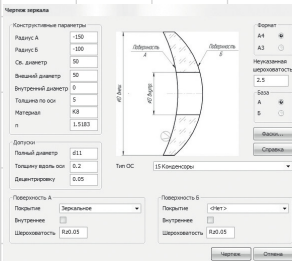 Чертеж зеркала
Конструктивные параметры
Радиус А -150
Радиус Б -100
Св. диаметр 50
Внешний диаметр 50
Внутренний диаметр 0
Толщина по оси 5
Материал К8
n 1.5183
Допуски
Полный диаметр d11
Толщину вдоль оси 0.2
Децентрировку 0.05
Поверхность А
Поверхность Б
Тип ОС 15 Конденсоры
Формат
А4
А3
Неуказанная
шероховатость
2.5
База
А
Б
Фаски...
Справка
Поверхность А
Покрытие Зеркальное
Внутреннее
Шероховатость Rz0.05
Поверхность Б
Покрытие <Нет>
Внутреннее
Шероховатость Rz0.05
Чертеж
Отмена